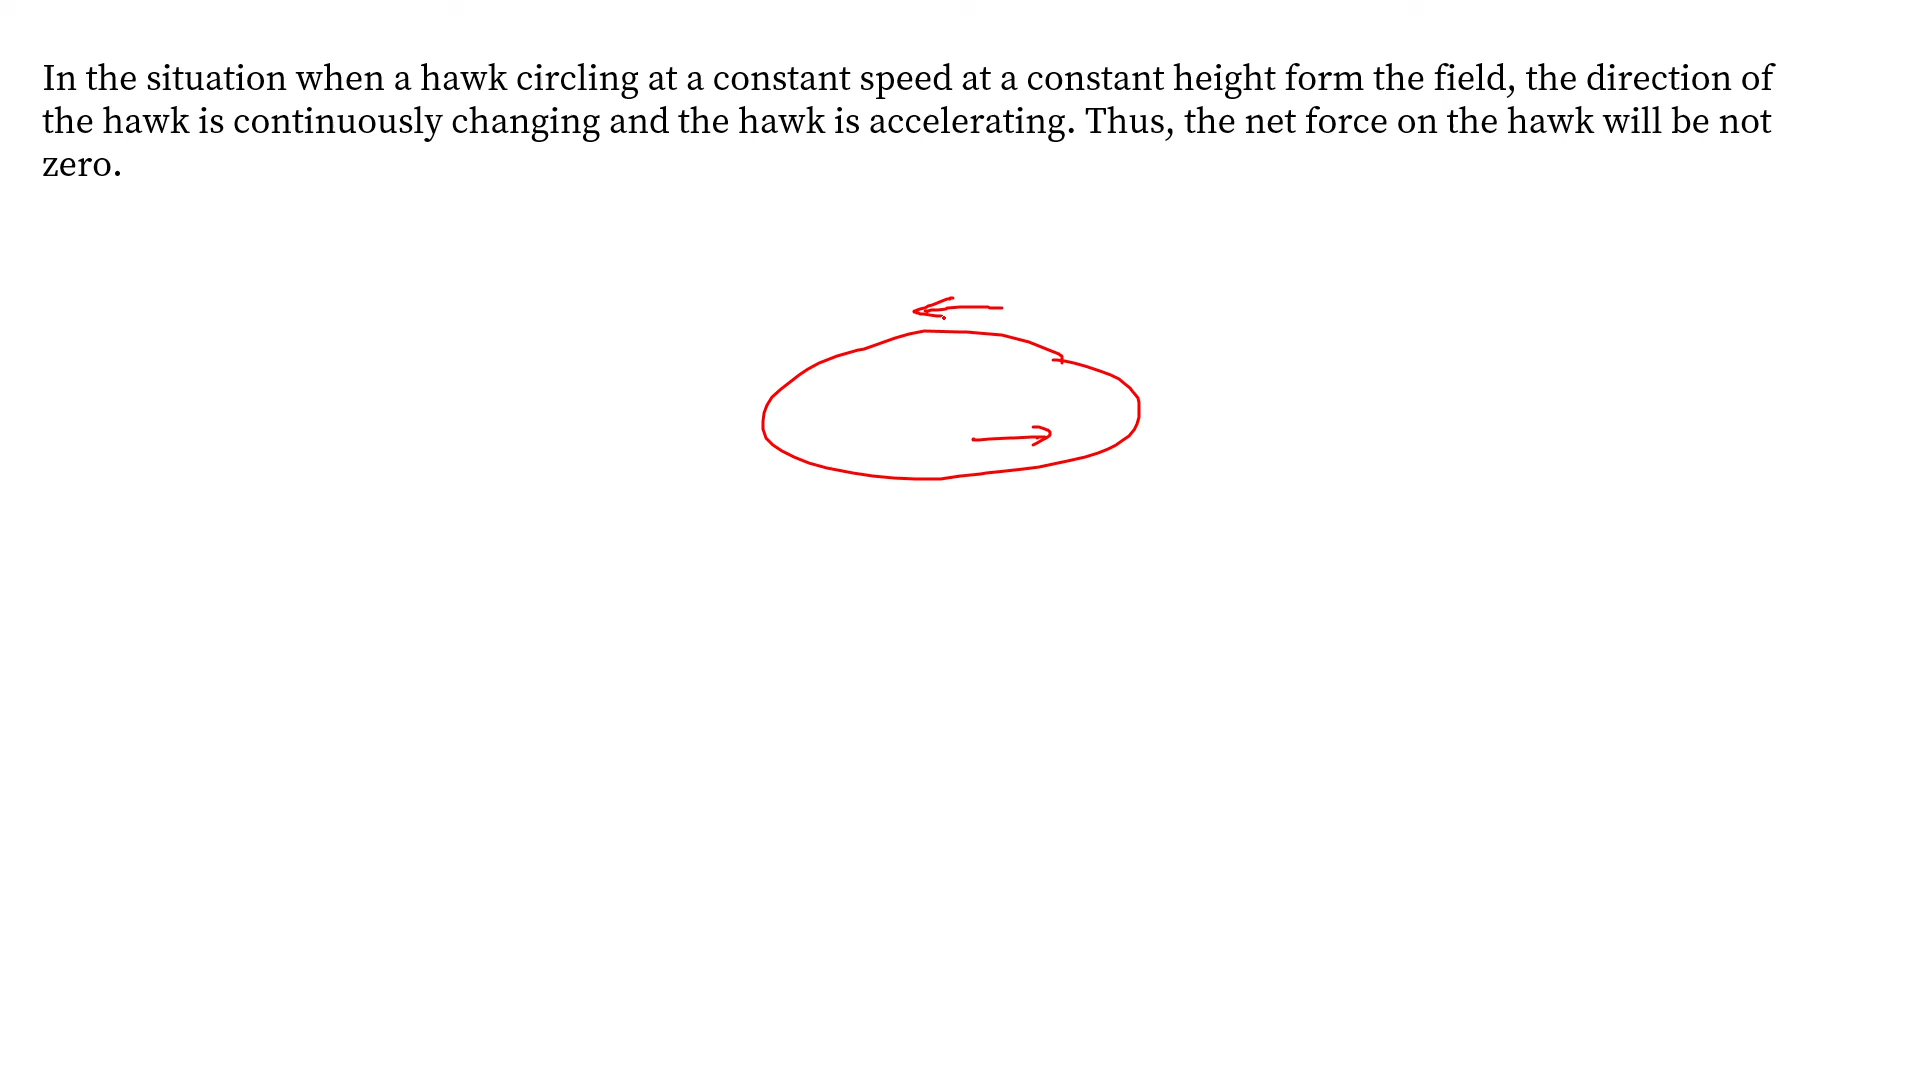 In the situation when a hawk circling at a constant speed at a constant height form the field, the direction of
the hawk is continuously changing and the hawk is accelerating. Thus, the net force on the hawk will be not
zero.